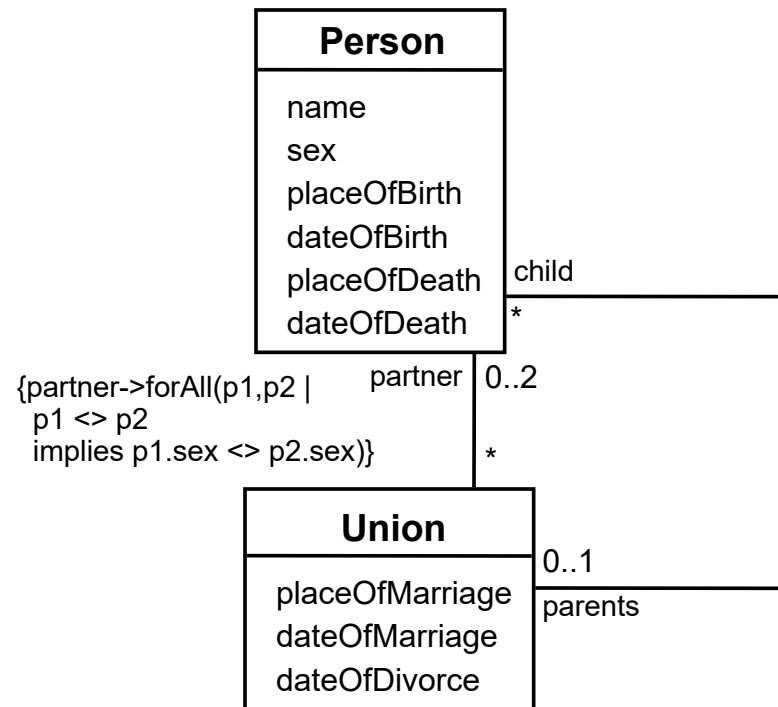 Person
name
sex
placeOfBirth
dateOfBirth
placeOfDeath
dateOfDeath
child
*
partner
0..2
{partner->forAll(p1,p2 |
p1 <> p2
implies p1.sex <> p2.sex)}
*
Union
placeOfMarriage
dateOfMarriage
dateOfDivorce
0..1
parents